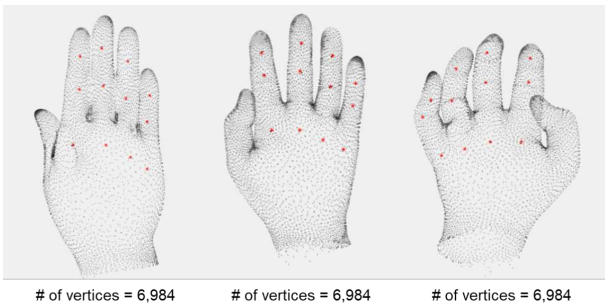 # of vertices = 6,984
# of vertices = 6,984
# of vertices = 6,984